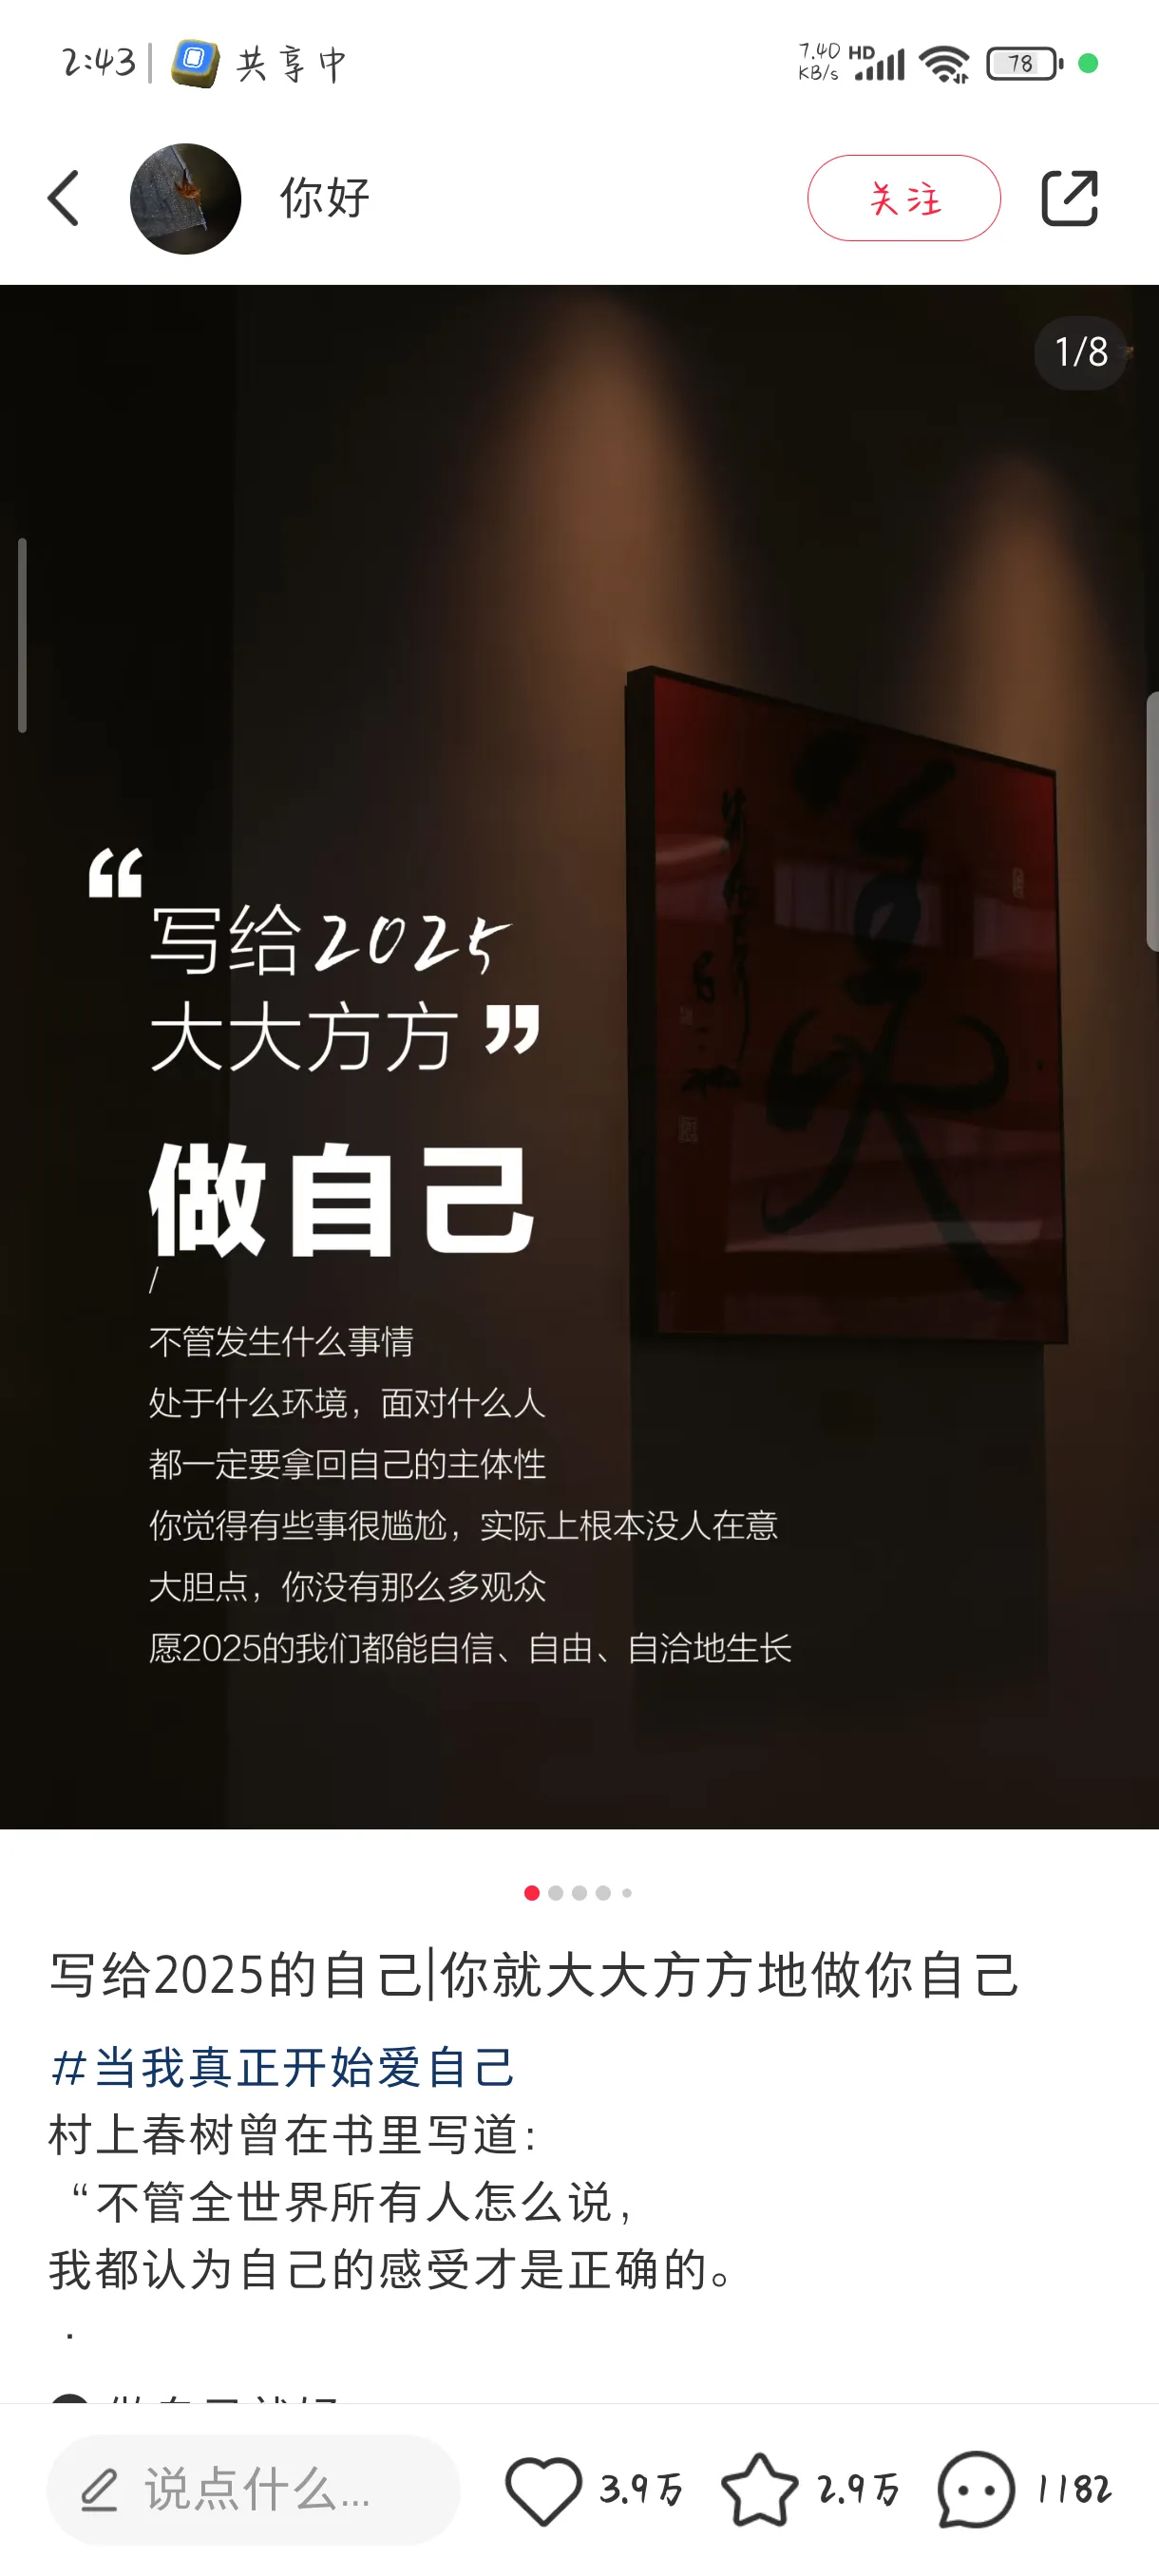 2:43 共享中 7.40 KB/s HD 78
你好 关注
1/8
“写给2025
大大方方”
做自己
/
不管发生什么事情
处于什么环境，面对什么人
都一定要拿回自己的主体性
你觉得有些事很尴尬，实际上根本没人在意
大胆点，你没有那么多观众
愿2025的我们都能自信、自由、自洽地生长
写给2025的自己|你就大大方方地做你自己
#当我真正开始爱自己
村上春树曾在书里写道：
“不管全世界所有人怎么说，
我都认为自己的感受才是正确的。
.
说点什么... 3.9万 2.9万 1182